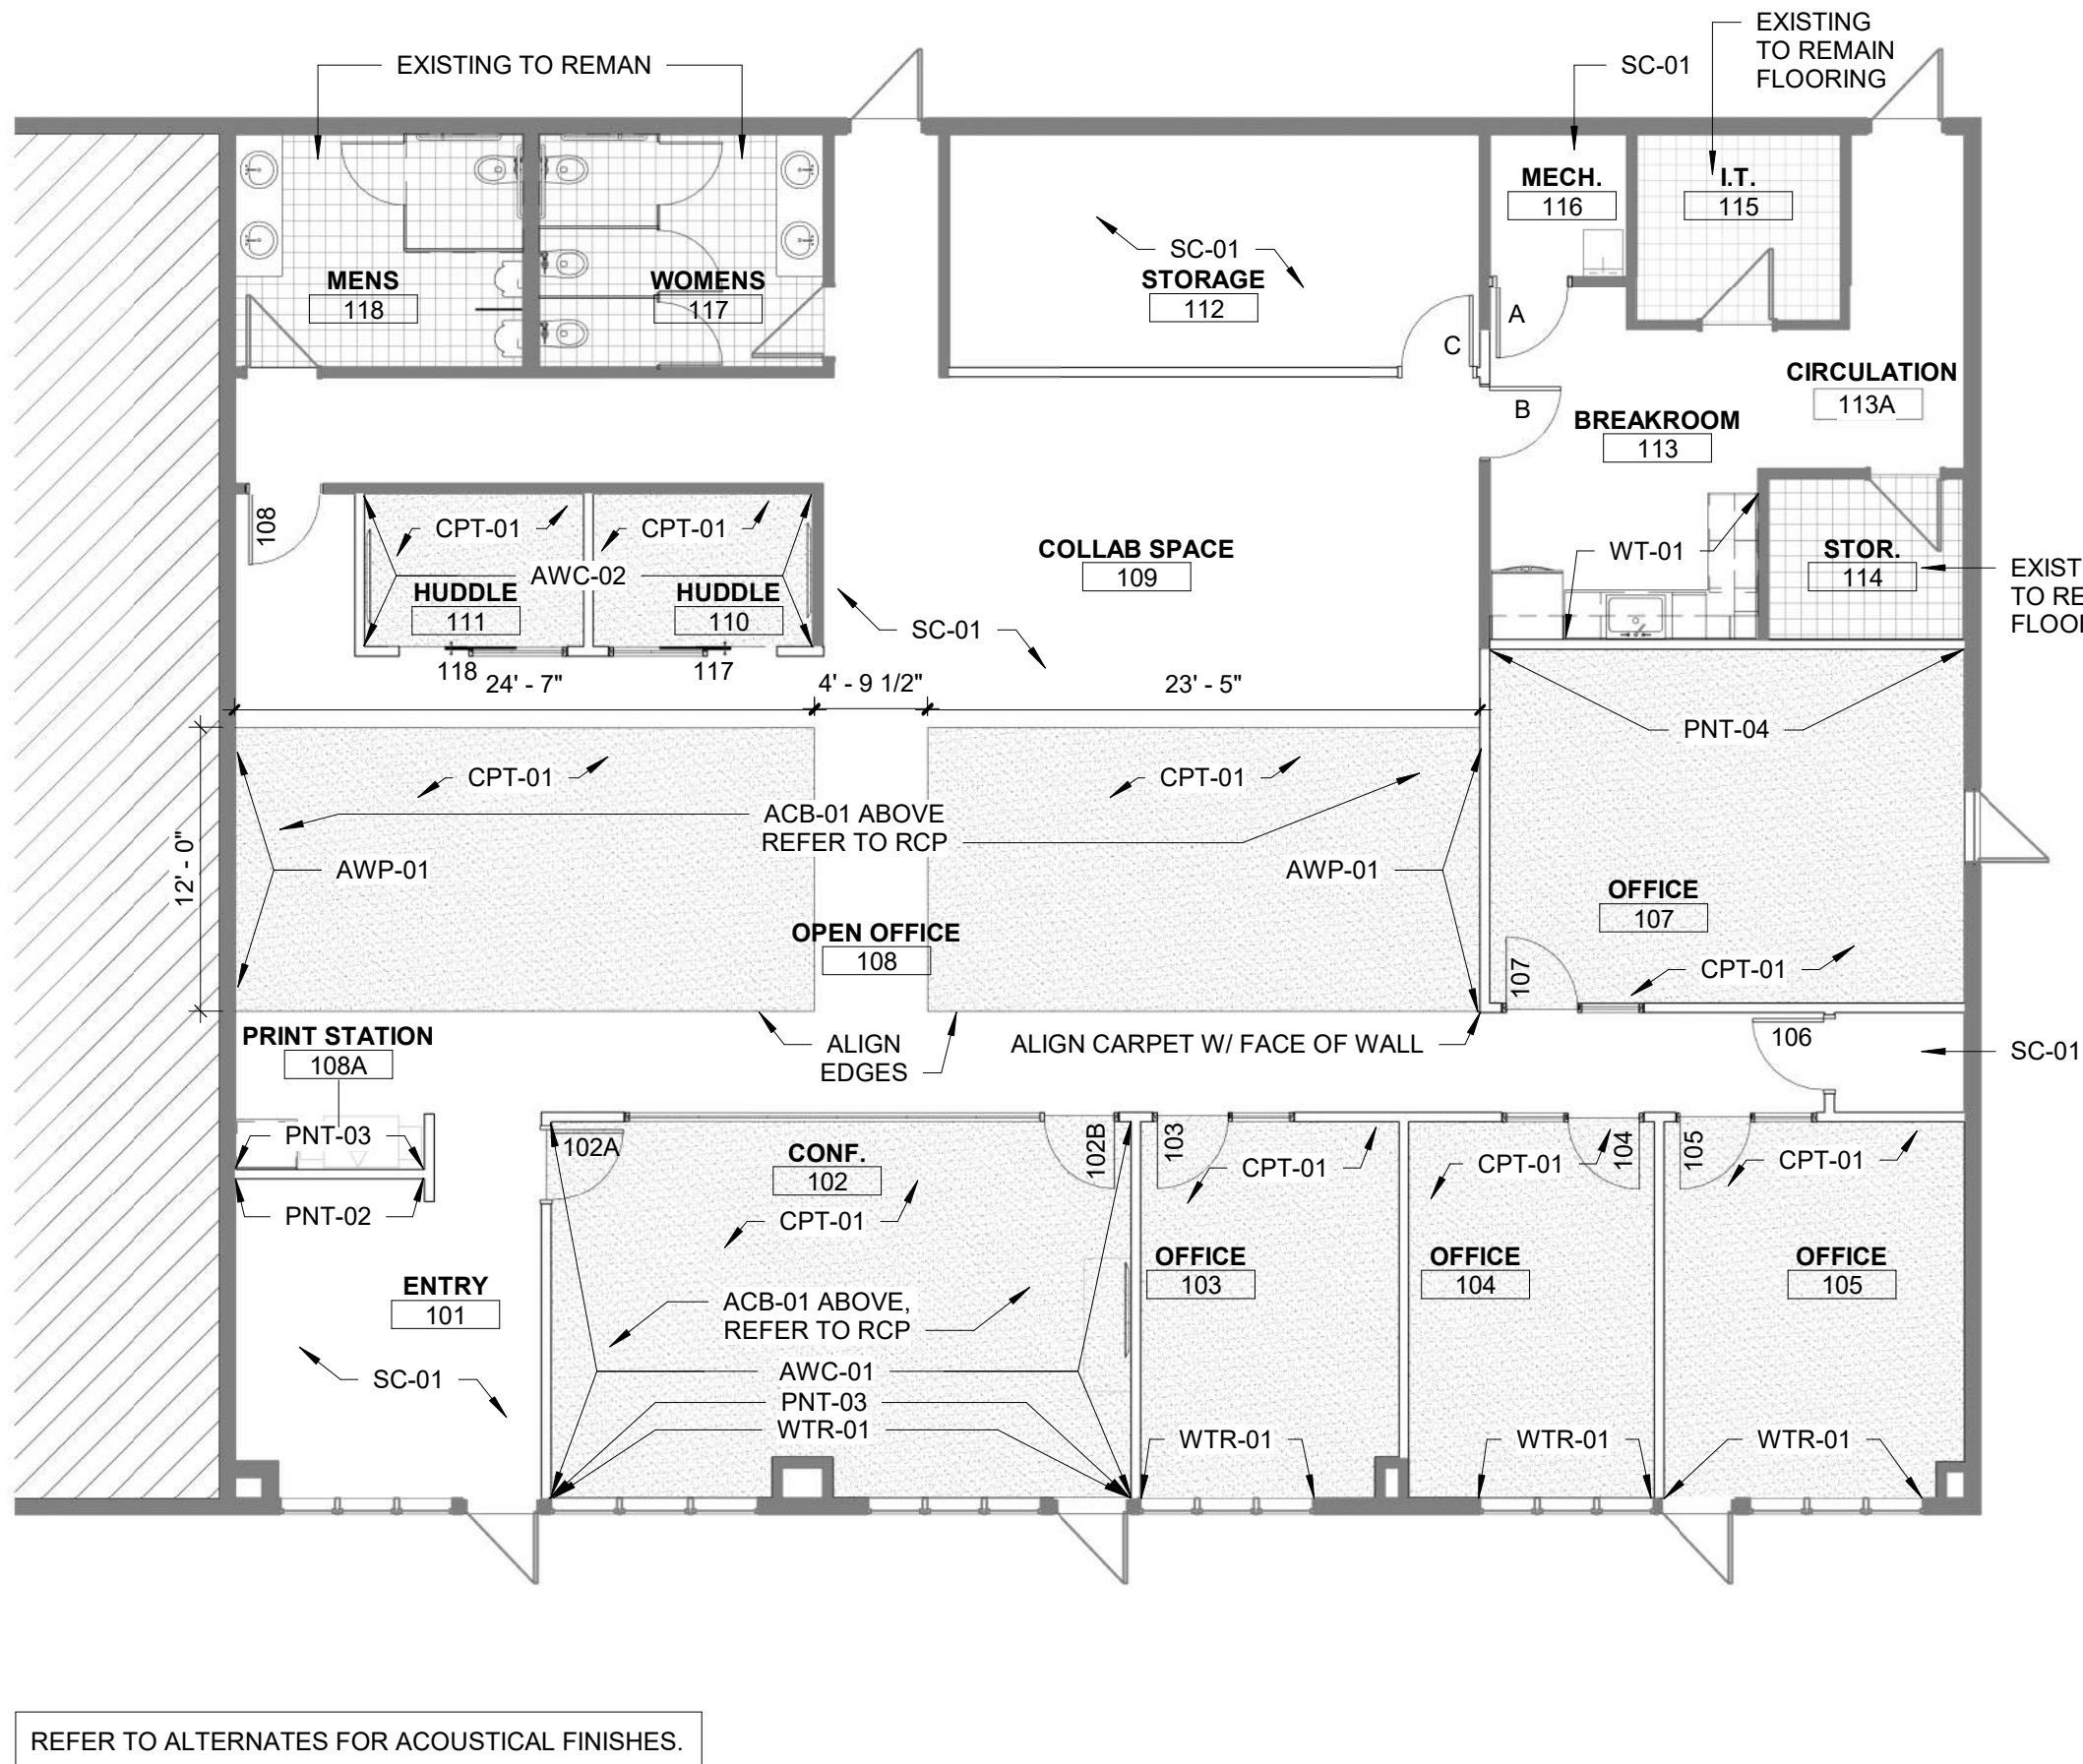 EXISTING
TO REMAIN
FLOORING
EXISTING TO REMAN
SC-01
MECH.
116
I.T.
115
SC-01
STORAGE
112
MENS
118
WOMENS
117
A
C
B
CIRCULATION
113A
BREAKROOM
113
108
CPT-01
CPT-01
AWC-02
HUDDLE
111
HUDDLE
110
118
117
COLLAB SPACE
109
SC-01
WT-01
STOR.
114
EXIST
TO RE
FLOO
24' - 7"
4' - 9 1/2"
23' - 5"
12' - 0"
PNT-04
CPT-01
CPT-01
ACB-01 ABOVE
REFER TO RCP
AWP-01
AWP-01
OPEN OFFICE
108
OFFICE
107
107
CPT-01
PRINT STATION
108A
ALIGN
EDGES
ALIGN CARPET W/ FACE OF WALL
106
SC-01
PNT-03
PNT-02
102A
CONF.
102
102B
CPT-01
103
CPT-01
CPT-01
104
105
CPT-01
ENTRY
101
SC-01
ACB-01 ABOVE,
REFER TO RCP
AWC-01
PNT-03
WTR-01
OFFICE
103
OFFICE
104
OFFICE
105
WTR-01
WTR-01
WTR-01
REFER TO ALTERNATES FOR ACOUSTICAL FINISHES.